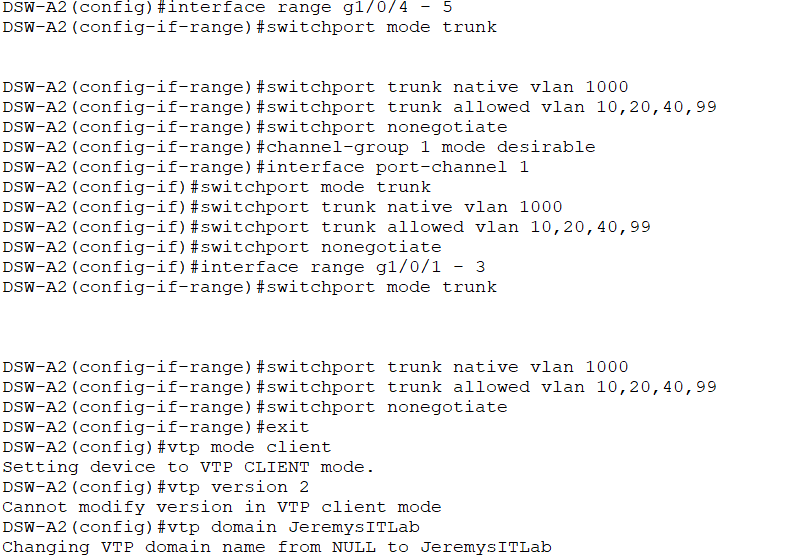 DSW-A2(config)#interface range g1/0/4 - 5
DSW-A2(config-if-range)#switchport mode trunk
DSW-A2(config-if-range)#switchport trunk native vlan 1000
DSW-A2(config-if-range)#switchport trunk allowed vlan 10,20,40,99
DSW-A2(config-if-range)#switchport nonegotiate
DSW-A2(config-if-range)#channel-group 1 mode desirable
DSW-A2(config-if-range)#interface port-channel 1
DSW-A2(config-if)#switchport mode trunk
DSW-A2(config-if)#switchport trunk native vlan 1000
DSW-A2(config-if)#switchport trunk allowed vlan 10,20,40,99
DSW-A2(config-if)#switchport nonegotiate
DSW-A2(config-if)#interface range g1/0/1 - 3
DSW-A2(config-if-range)#switchport mode trunk
DSW-A2(config-if-range)#switchport trunk native vlan 1000
DSW-A2(config-if-range)#switchport trunk allowed vlan 10,20,40,99
DSW-A2(config-if-range)#switchport nonegotiate
DSW-A2(config-if-range)#exit
DSW-A2(config)#vtp mode client
Setting device to VTP CLIENT mode.
DSW-A2(config)#vtp version 2
Cannot modify version in VTP client mode
DSW-A2(config)#vtp domain JeremysITLab
Changing VTP domain name from NULL to JeremysITLab